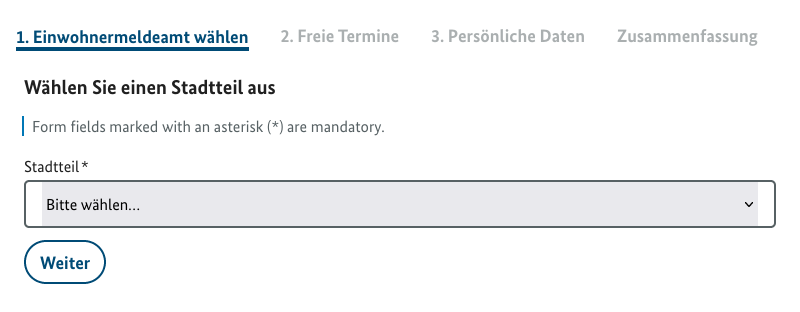 1. Einwohnermeldeamt wählen 2. Freie Termine 3. Persönliche Daten Zusammenfassung
Wählen Sie einen Stadtteil aus
Form fields marked with an asterisk (*) are mandatory.
Stadtteil*
Bitte wählen...
Weiter